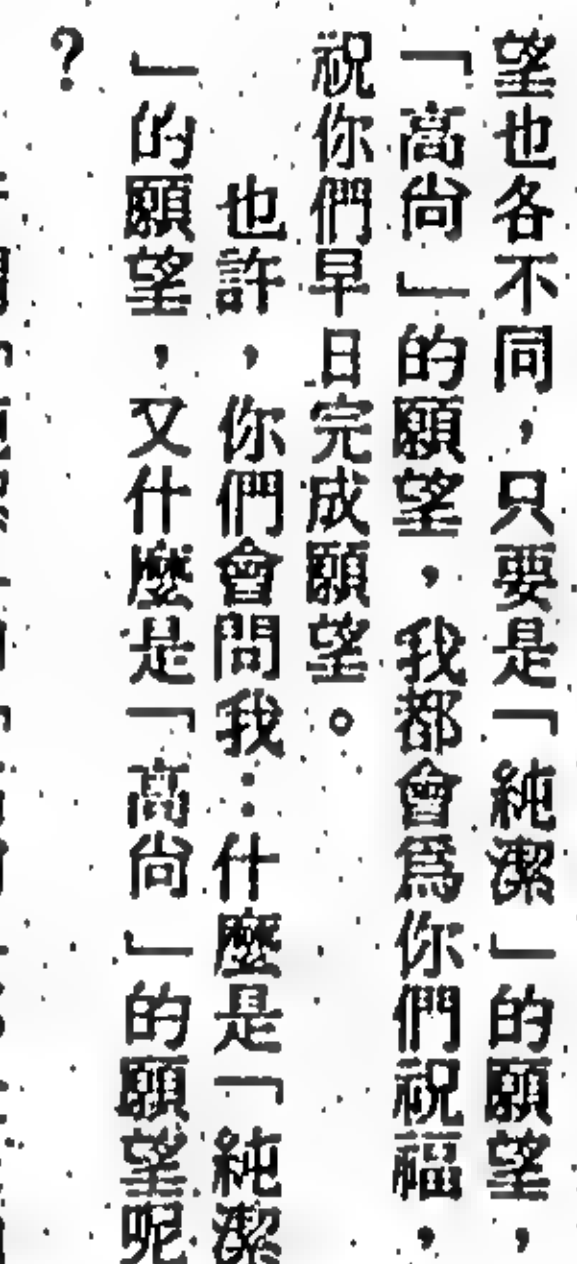 望也各不同，只要是「純潔」的願望，
「高尚」的願望，我都會爲你們祝福，
祝你們早日完成願望。
也許，你們會問我：什麼是「純潔
」的願望，又什麼是「高尚」的願望呢
？